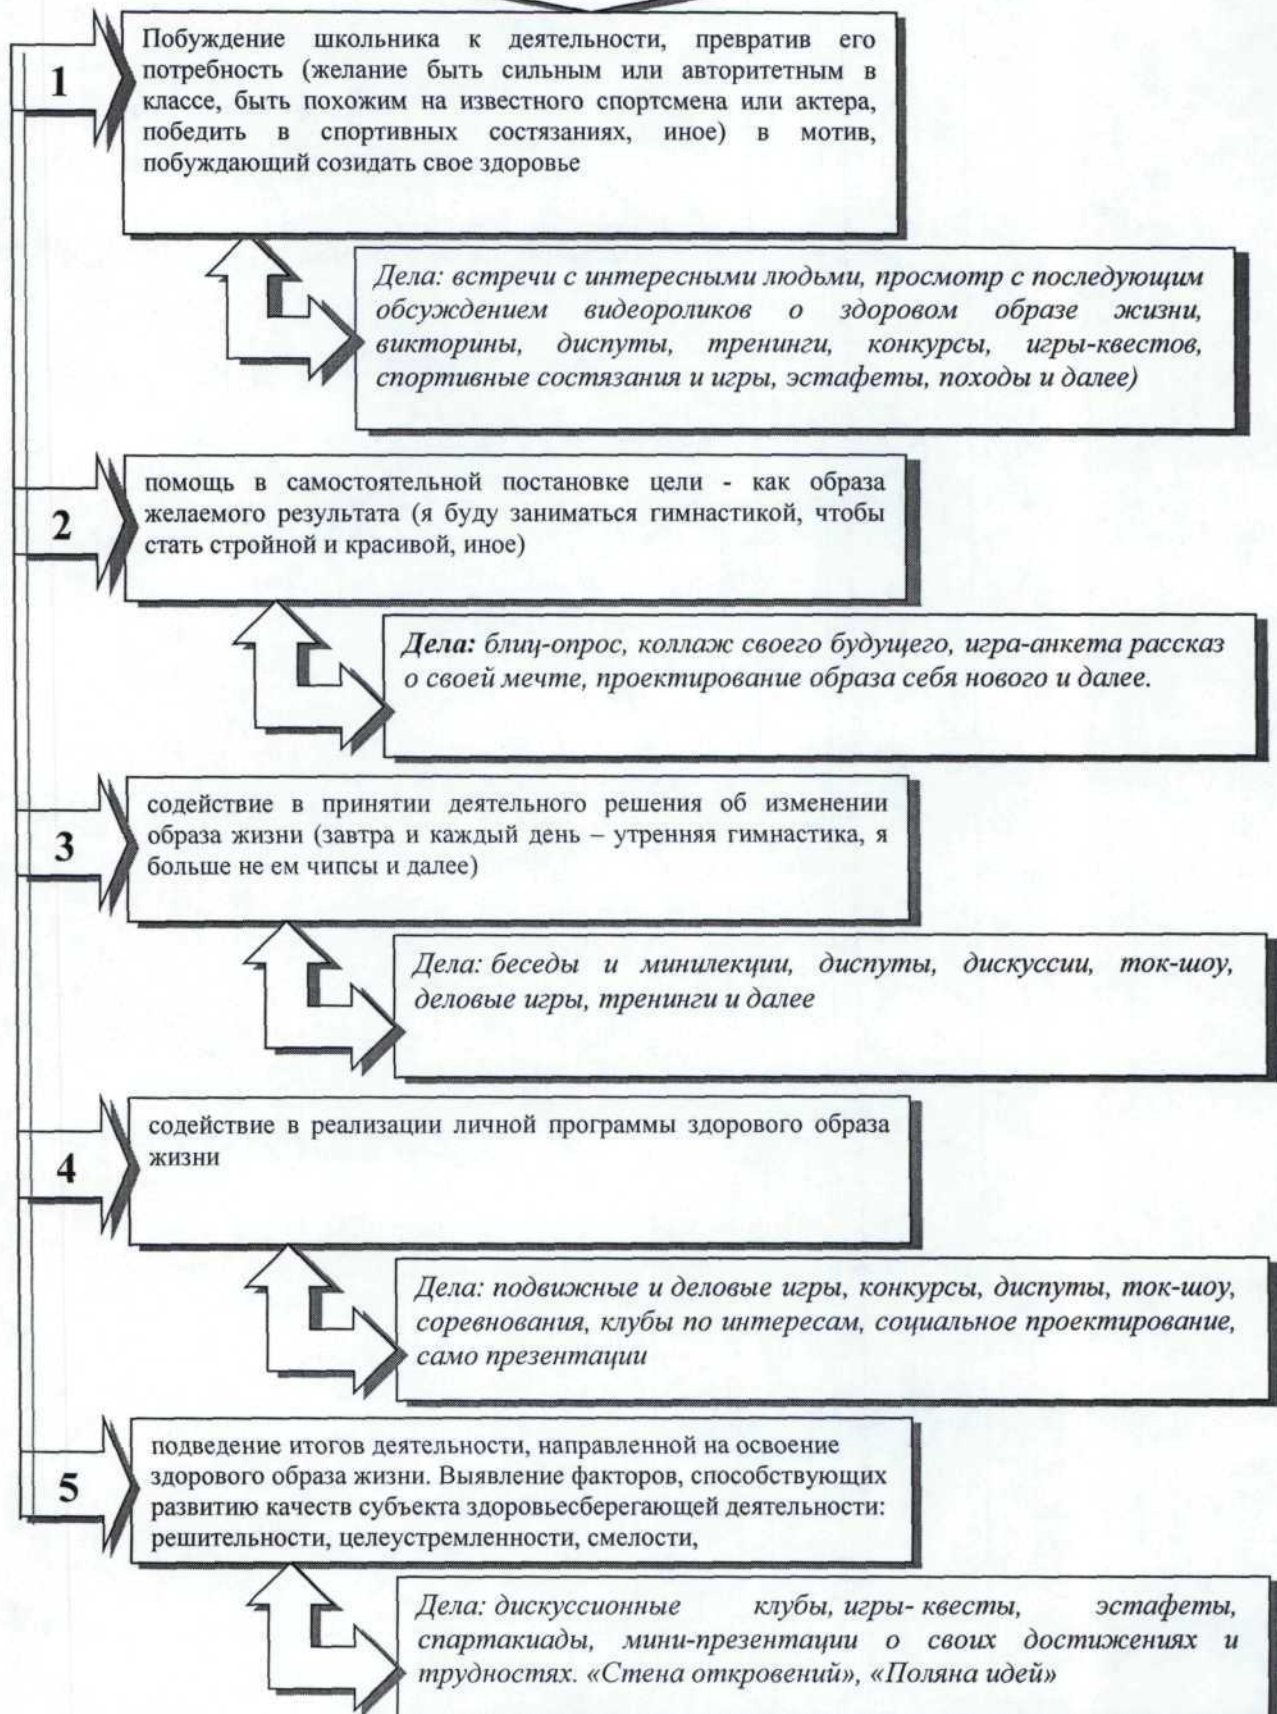 1
Побуждение школьника к деятельности, превратив его
потребность (желание быть сильным или авторитетным в
классе, быть похожим на известного спортсмена или актера,
победить в спортивных состязаниях, иное) в мотив,
побуждающий созидать свое здоровье
Дела: встречи с интересными людьми, просмотр с последующим
обсуждением видеороликов о здоровом образе жизни,
викторины, диспуты, тренинги, конкурсы, игры-квестов,
спортивные состязания и игры, эстафеты, походы и далее)
2
помощь в самостоятельной постановке цели - как образа
желаемого результата (я буду заниматься гимнастикой, чтобы
стать стройной и красивой, иное)
Дела: блиц-опрос, коллаж своего будущего, игра-анкета рассказ
о своей мечте, проектирование образа себя нового и далее.
3
содействие в принятии деятельного решения об изменении
образа жизни (завтра и каждый день – утренняя гимнастика, я
больше не ем чипсы и далее)
Дела: беседы и минилекции, диспуты, дискуссии, ток-шоу,
деловые игры, тренинги и далее
4
содействие в реализации личной программы здорового образа
жизни
Дела: подвижные и деловые игры, конкурсы, диспуты, ток-шоу,
соревнования, клубы по интересам, социальное проектирование,
само презентации
5
подведение итогов деятельности, направленной на освоение
здорового образа жизни. Выявление факторов, способствующих
развитию качеств субъекта здоровьесберегающей деятельности:
решительности, целеустремленности, смелости,
Дела: дискуссионные клубы, игры- квесты, эстафеты,
спартакиады, мини-презентации о своих достижениях и
трудностях. «Стена откровений», «Поляна идей»